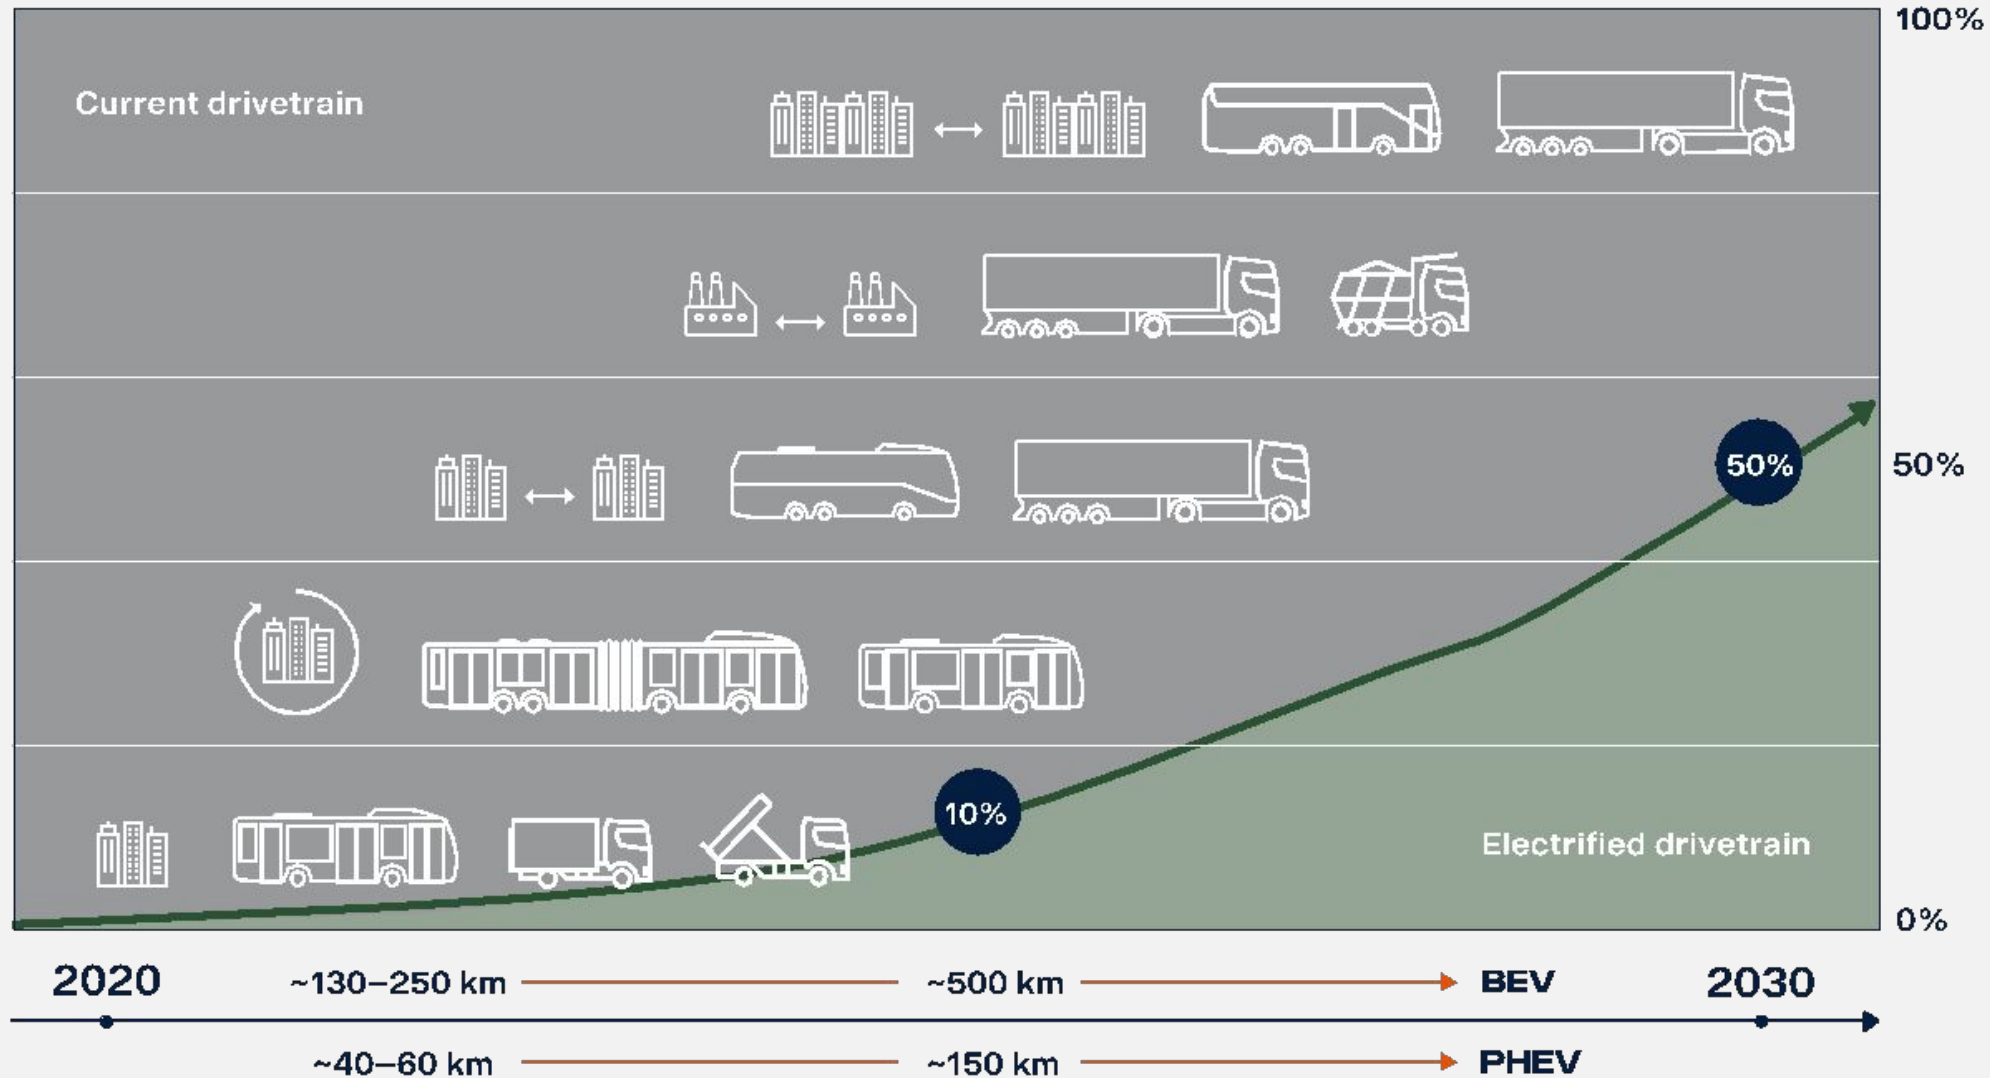 100%
Current drivetrain
50%
50%
10%
Electrified drivetrain
0%
2020
~130–250 km
~500 km
BEV
2030
~40–60 km
~150 km
PHEV